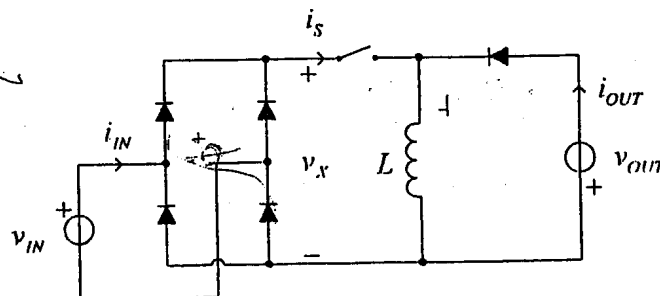 i_S
+
i_IN
+
v_X
L
i_OUT
v_OUT
+
+
v_IN
−